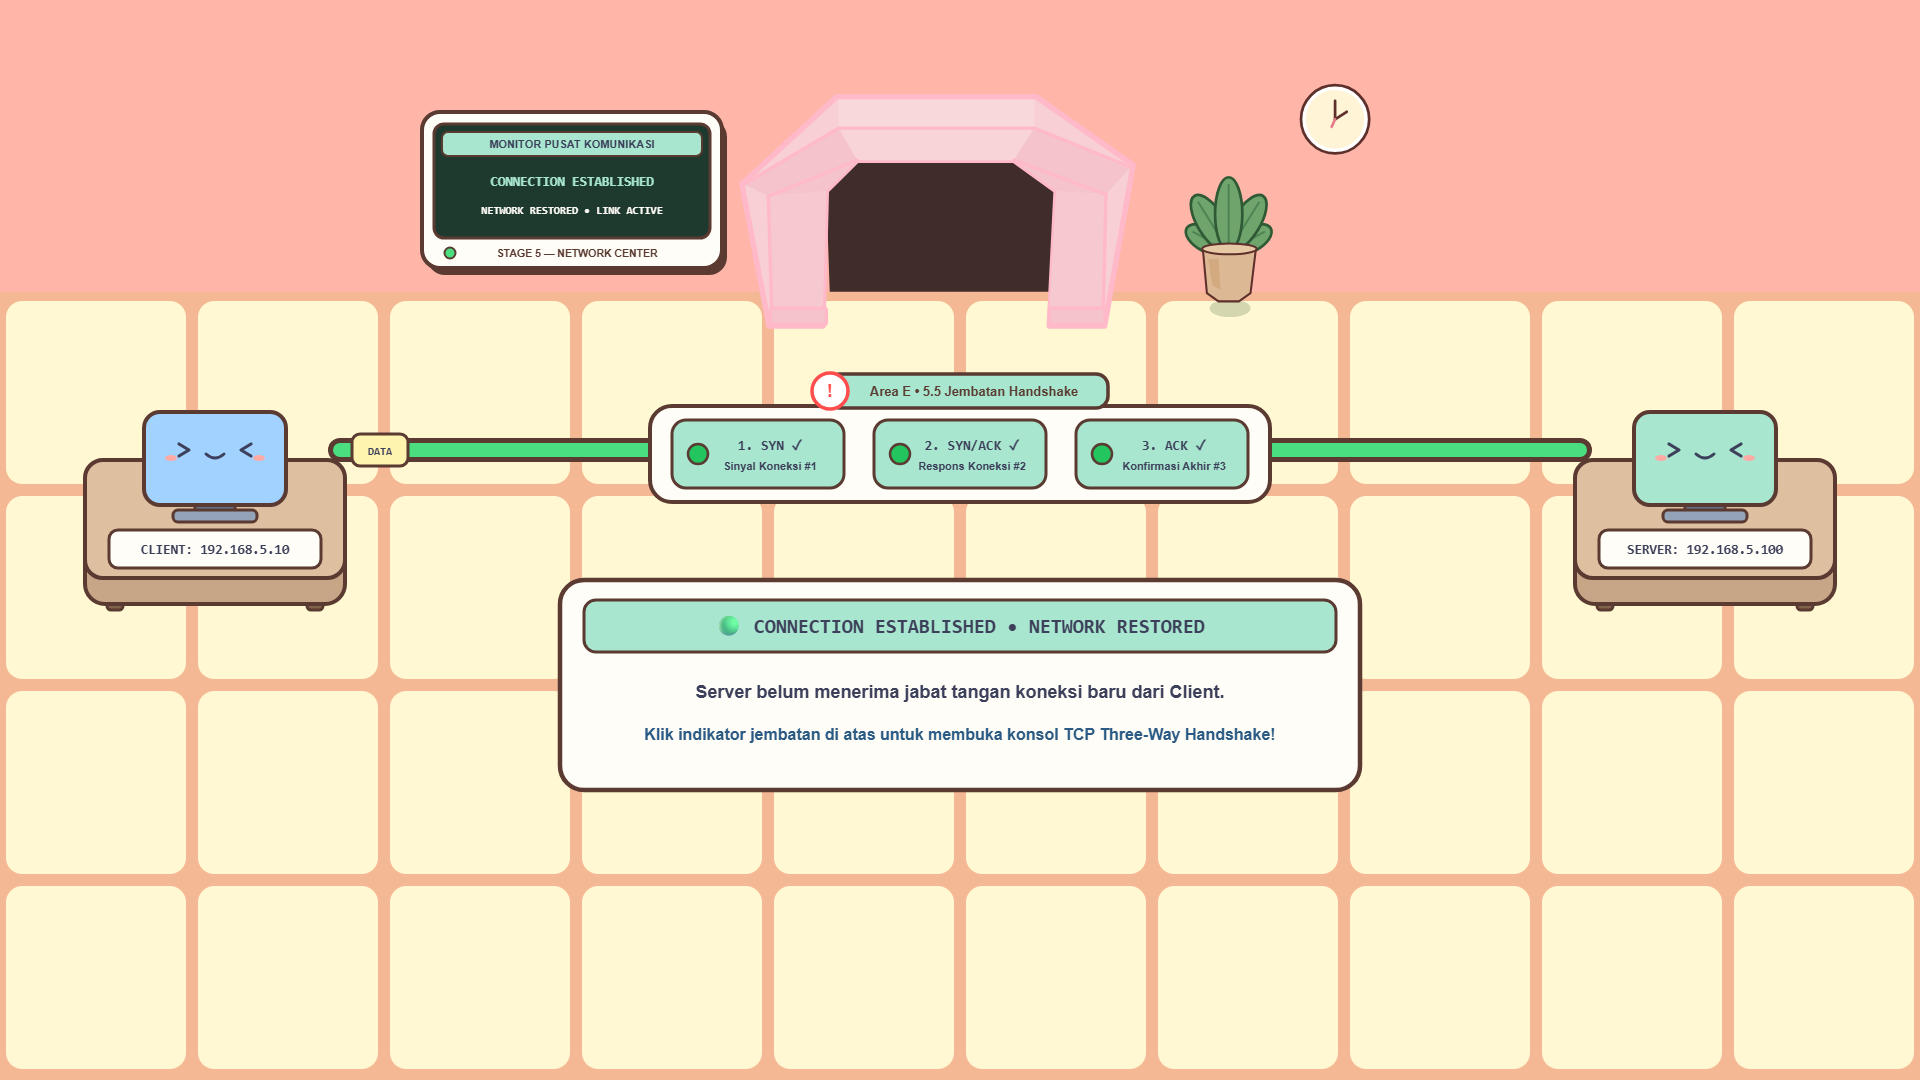 MONITOR PUSAT KOMUNIKASI
CONNECTION ESTABLISHED
NETWORK RESTORED • LINK ACTIVE
STAGE 5 — NETWORK CENTER
! Area E • 5.5 Jembatan Handshake
DATA
1. SYN ✓
Sinyal Koneksi #1
2. SYN/ACK ✓
Respons Koneksi #2
3. ACK ✓
Konfirmasi Akhir #3
CLIENT: 192.168.5.10
SERVER: 192.168.5.100
CONNECTION ESTABLISHED • NETWORK RESTORED
Server belum menerima jabat tangan koneksi baru dari Client.
Klik indikator jembatan di atas untuk membuka konsol TCP Three-Way Handshake!